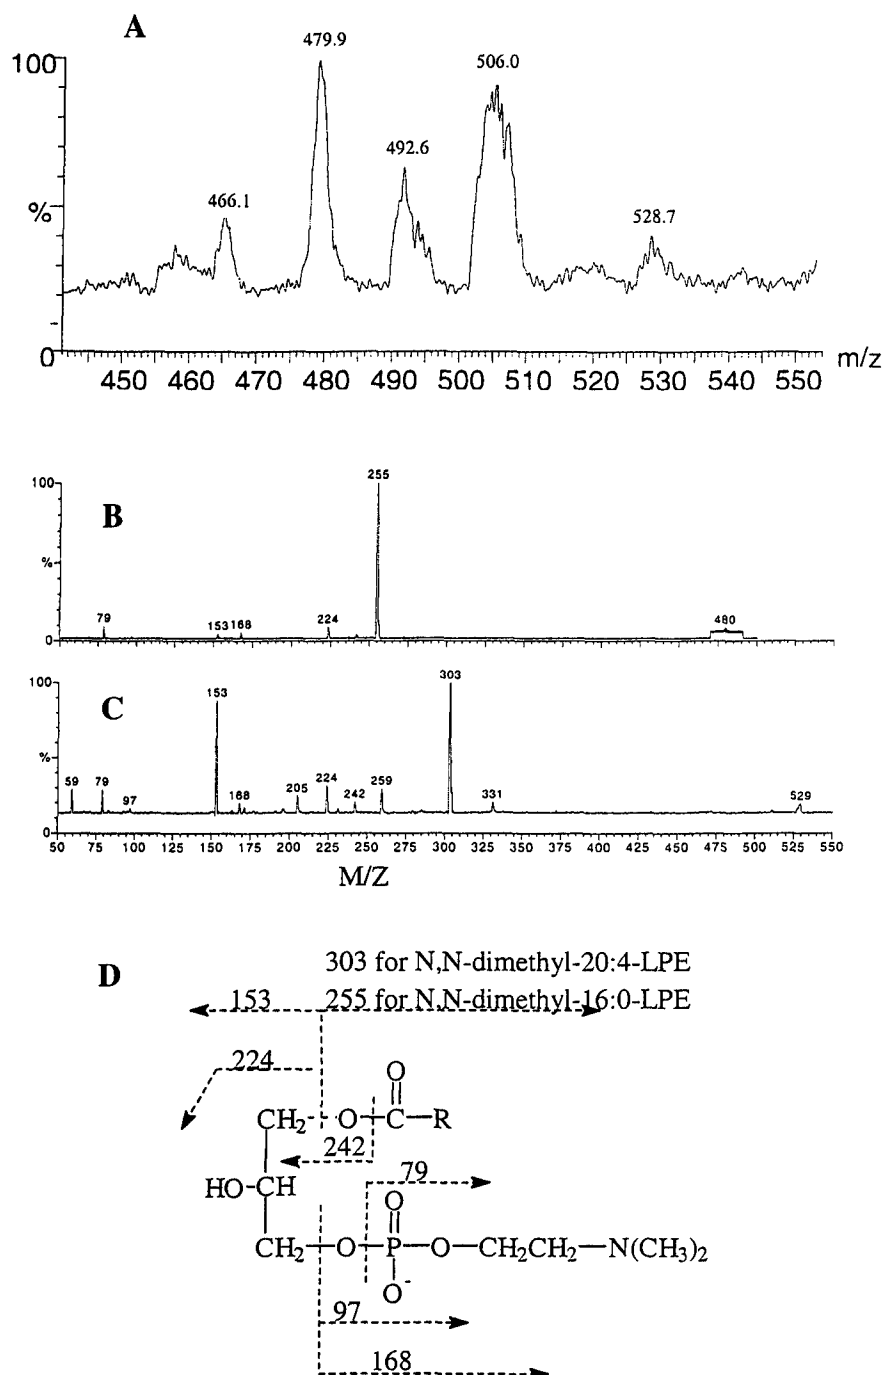 A
479.9
506.0
492.6
466.1
528.7
100
%
0
450 460 470 480 490 500 510 520 530 540 550 m/z
B
100
%
0
79
153 168
224
255
480
C
100
%
0
59
79
97
153
168
205
224
242
259
303
331
529
50 75 100 125 150 175 200 225 250 275 300 325 350 375 400 425 450 475 500 525 550
M/Z
D
303 for N,N-dimethyl-20:4-LPE
153 255 for N,N-dimethyl-16:0-LPE
224
O
CH2 O C R
242
79
HO CH
O
CH2 O P O CH2CH2 N(CH3)2
O-
97
168